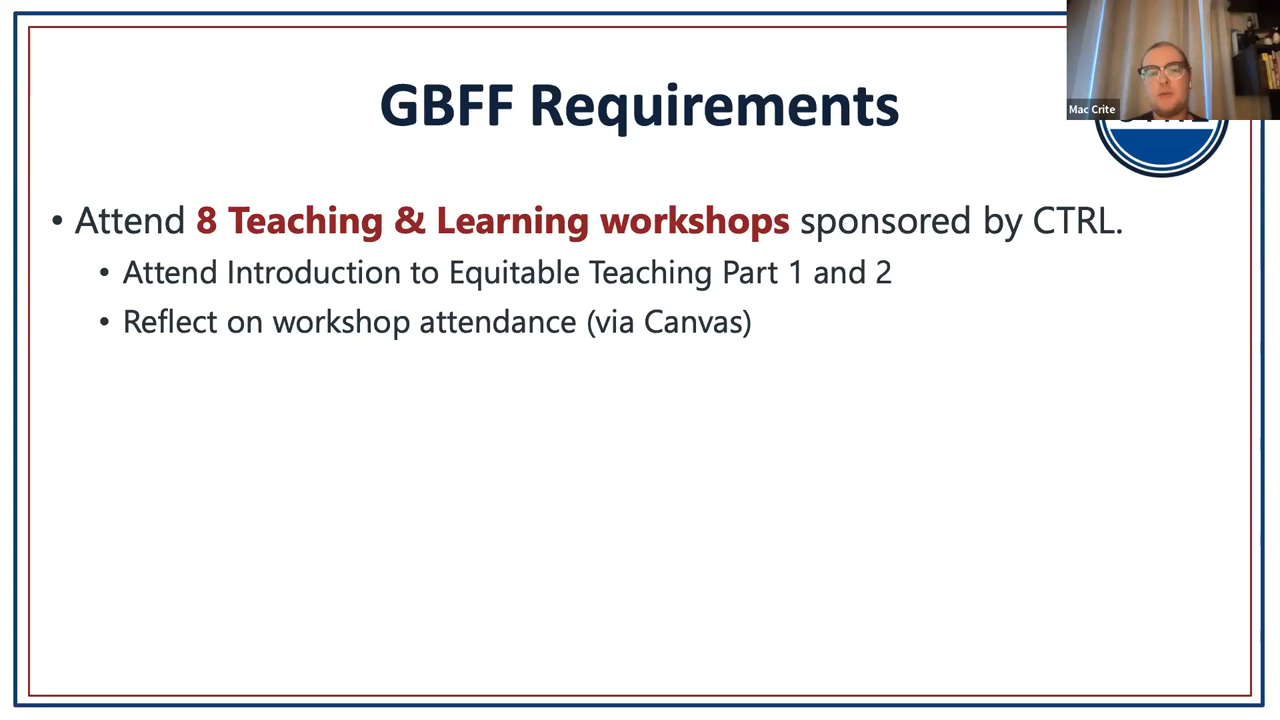 GBFF Requirements
Mac Crite
• Attend 8 Teaching & Learning workshops sponsored by CTRL.
• Attend Introduction to Equitable Teaching Part 1 and 2
• Reflect on workshop attendance (via Canvas)